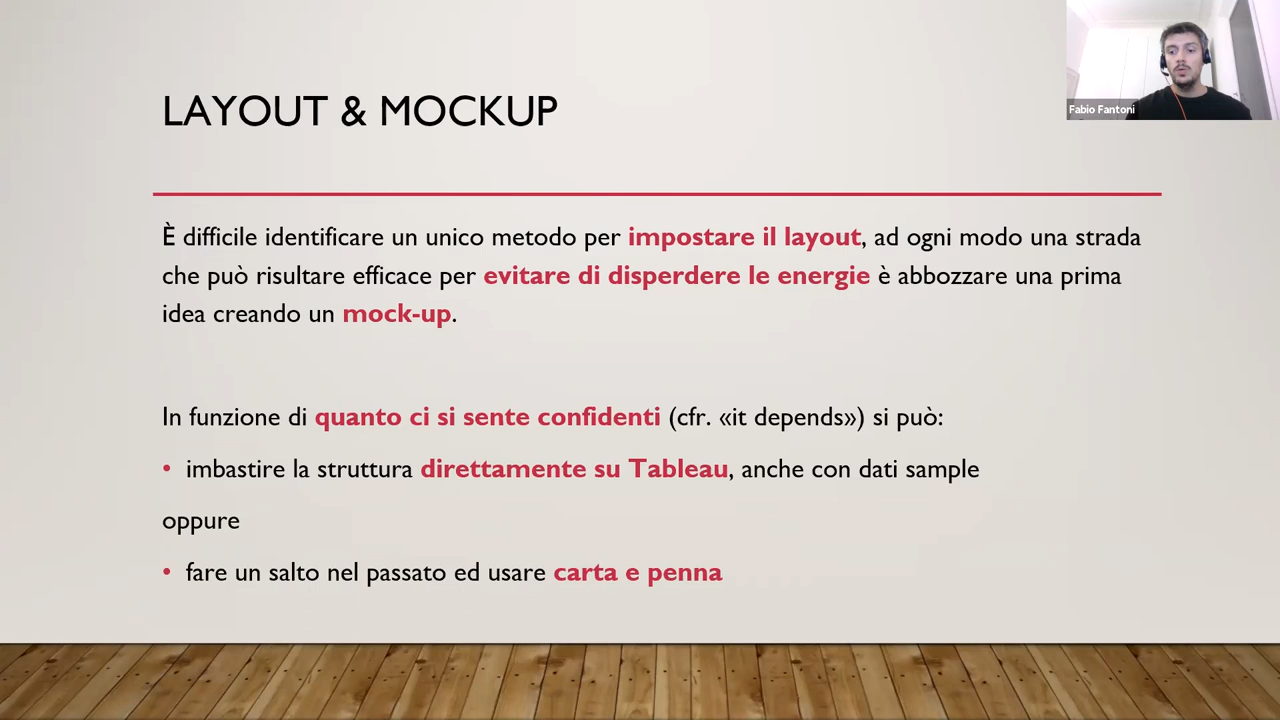 LAYOUT & MOCKUP
Fabio Fantoni
È difficile identificare un unico metodo per impostare il layout, ad ogni modo una strada
che può risultare efficace per evitare di disperdere le energie è abbozzare una prima
idea creando un mock-up.
In funzione di quanto ci si sente confidenti (cfr. «it depends») si può:
• imbastire la struttura direttamente su Tableau, anche con dati sample
oppure
• fare un salto nel passato ed usare carta e penna